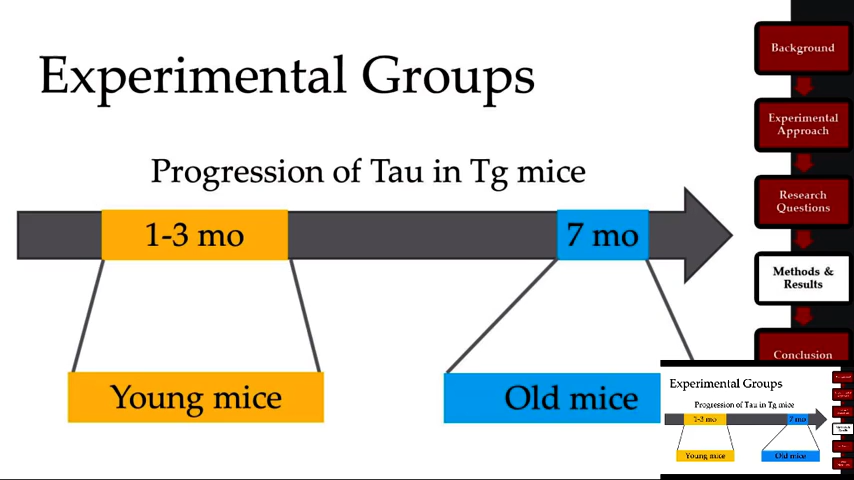 Experimental Groups
Progression of Tau in Tg mice
1-3 mo
7 mo
Young mice
Old mice
Background
Experimental
Approach
Research
Questions
Methods &
Results
Conclusion
Experimental Groups
Progression of Tau in Tg mice
1-3 mo
7 mo
Young mice
Old mice